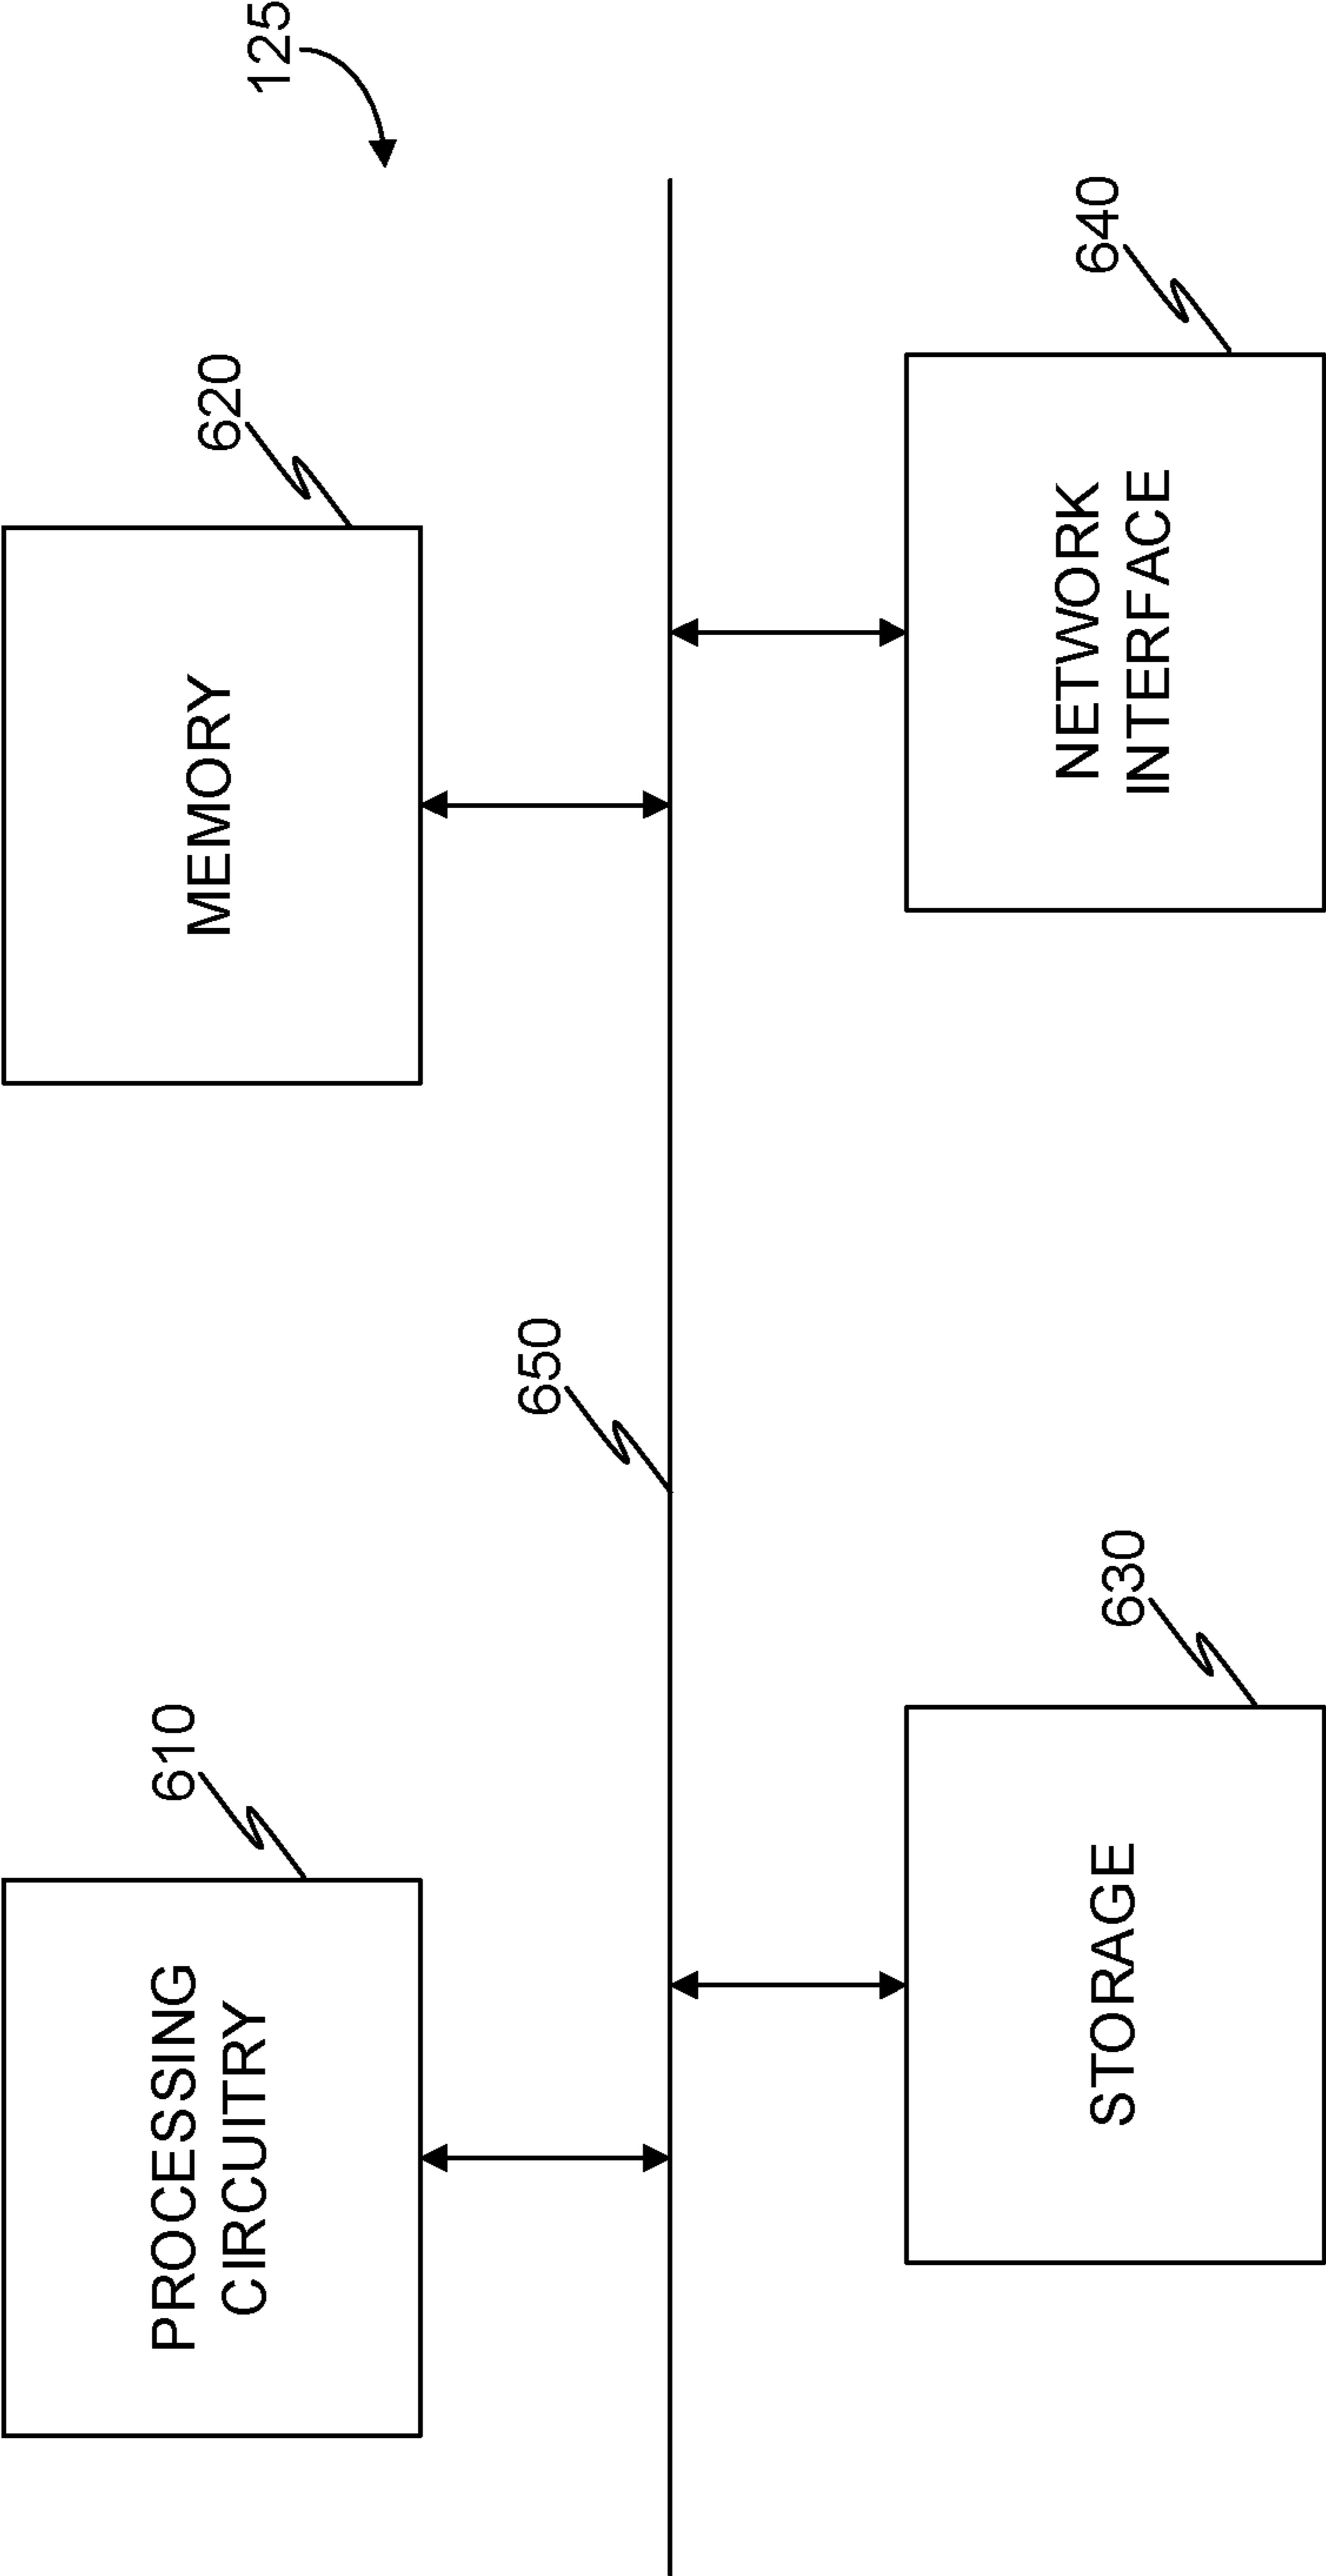 125
610
PROCESSING
CIRCUITRY
620
MEMORY
650
630
STORAGE
640
NETWORK
INTERFACE